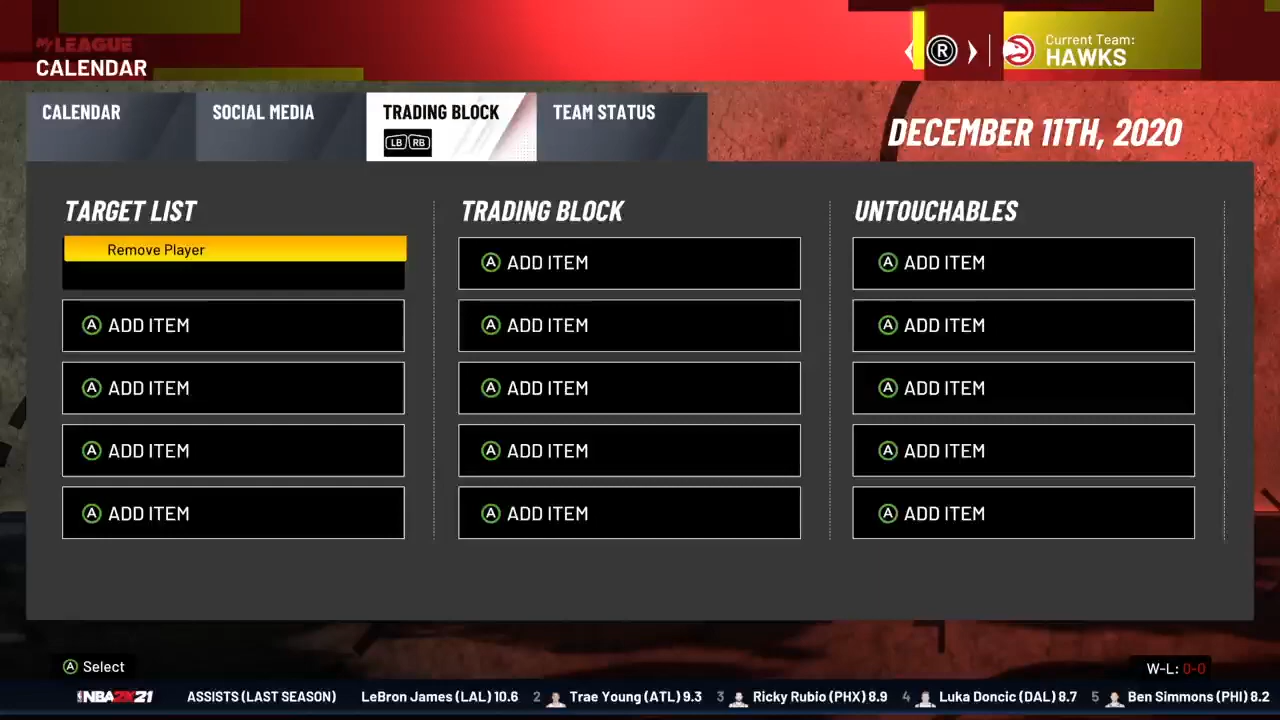 MyLEAGUE
CALENDAR
R
Current Team:
HAWKS
CALENDAR
SOCIAL MEDIA
TRADING BLOCK
LB RB
TEAM STATUS
DECEMBER 11TH, 2020
TARGET LIST
Remove Player
A ADD ITEM
A ADD ITEM
A ADD ITEM
A ADD ITEM
TRADING BLOCK
A ADD ITEM
A ADD ITEM
A ADD ITEM
A ADD ITEM
A ADD ITEM
UNTOUCHABLES
A ADD ITEM
A ADD ITEM
A ADD ITEM
A ADD ITEM
A ADD ITEM
A Select
W-L: 0-0
NBA 2K21 ASSISTS (LAST SEASON) LeBron James (LAL) 10.6 2 Trae Young (ATL) 9.3 3 Ricky Rubio (PHX) 8.9 4 Luka Doncic (DAL) 8.7 5 Ben Simmons (PHI) 8.2